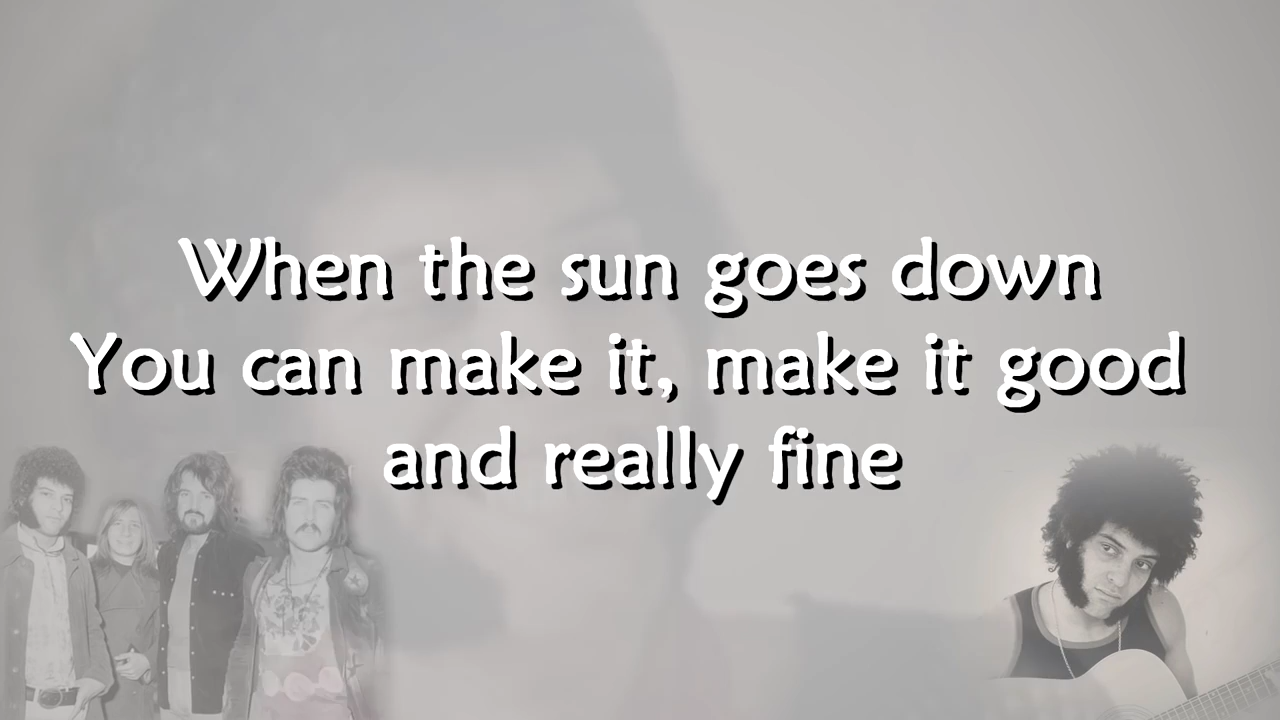 When the sun goes down
You can make it, make it good
and really fine